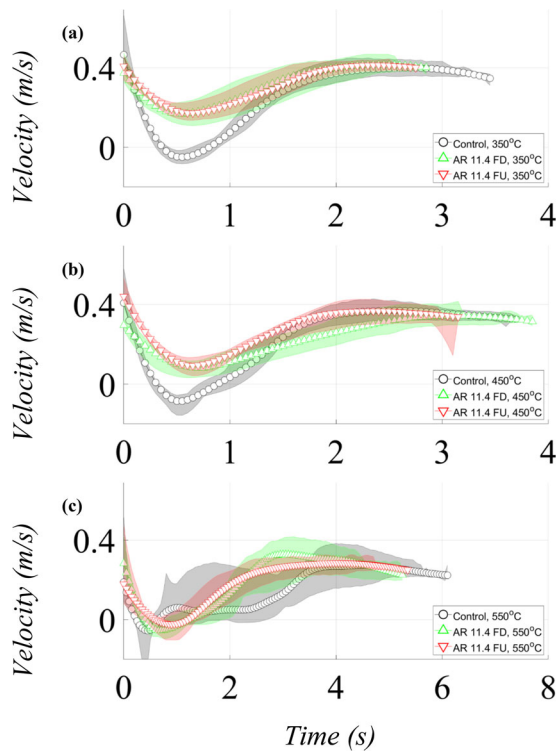 (a)
Velocity (m/s)
0.4
0
Control, 350°C
AR 11.4 FD, 350°C
AR 11.4 FU, 350°C
0 1 2 3 4
(b)
Velocity (m/s)
0.4
0
Control, 450°C
AR 11.4 FD, 450°C
AR 11.4 FU, 450°C
0 1 2 3 4
(c)
Velocity (m/s)
0.4
0
Control, 550°C
AR 11.4 FD, 550°C
AR 11.4 FU, 550°C
0 2 4 6 8
Time (s)